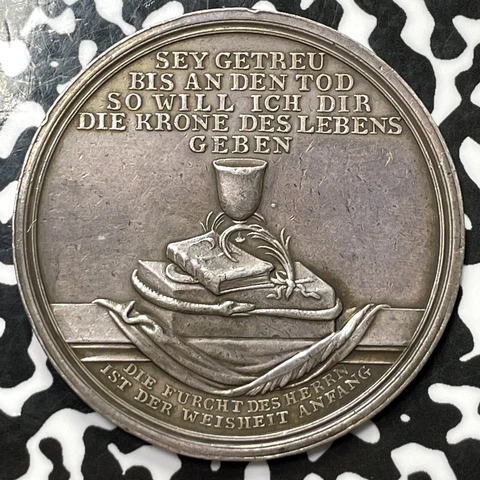 SEY GETREU
BIS AN DEN TOD
SO WILL ICH DIR
DIE KRONE DES LEBENS
GEBEN
DIE FURCHT DES HERRN
IST DER WEISHEIT ANFANG